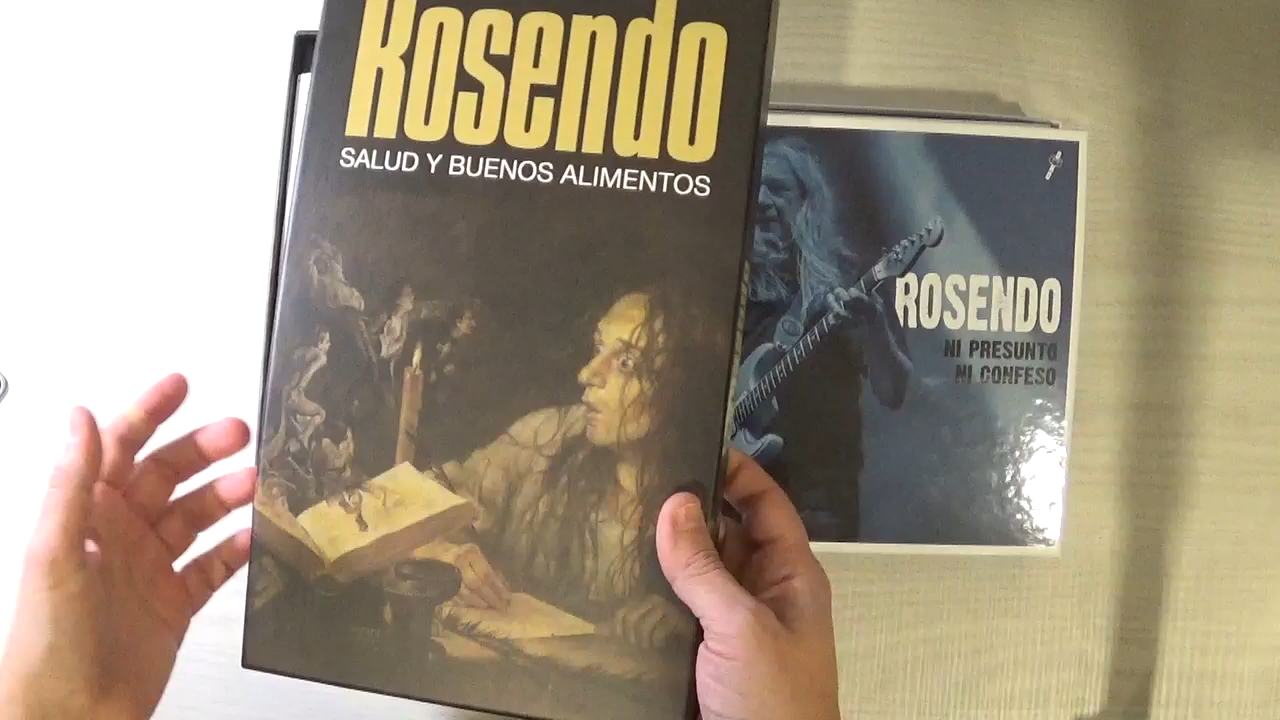 Rosendo
SALUD Y BUENOS ALIMENTOS
ROSENDO
NI PRESUNTO
NI CONFESO